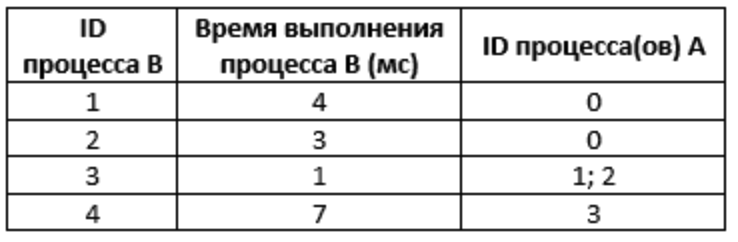 ID процесса B
Время выполнения процесса B (мс)
ID процесса(ов) A
1 4 0
2 3 0
3 1 1; 2
4 7 3